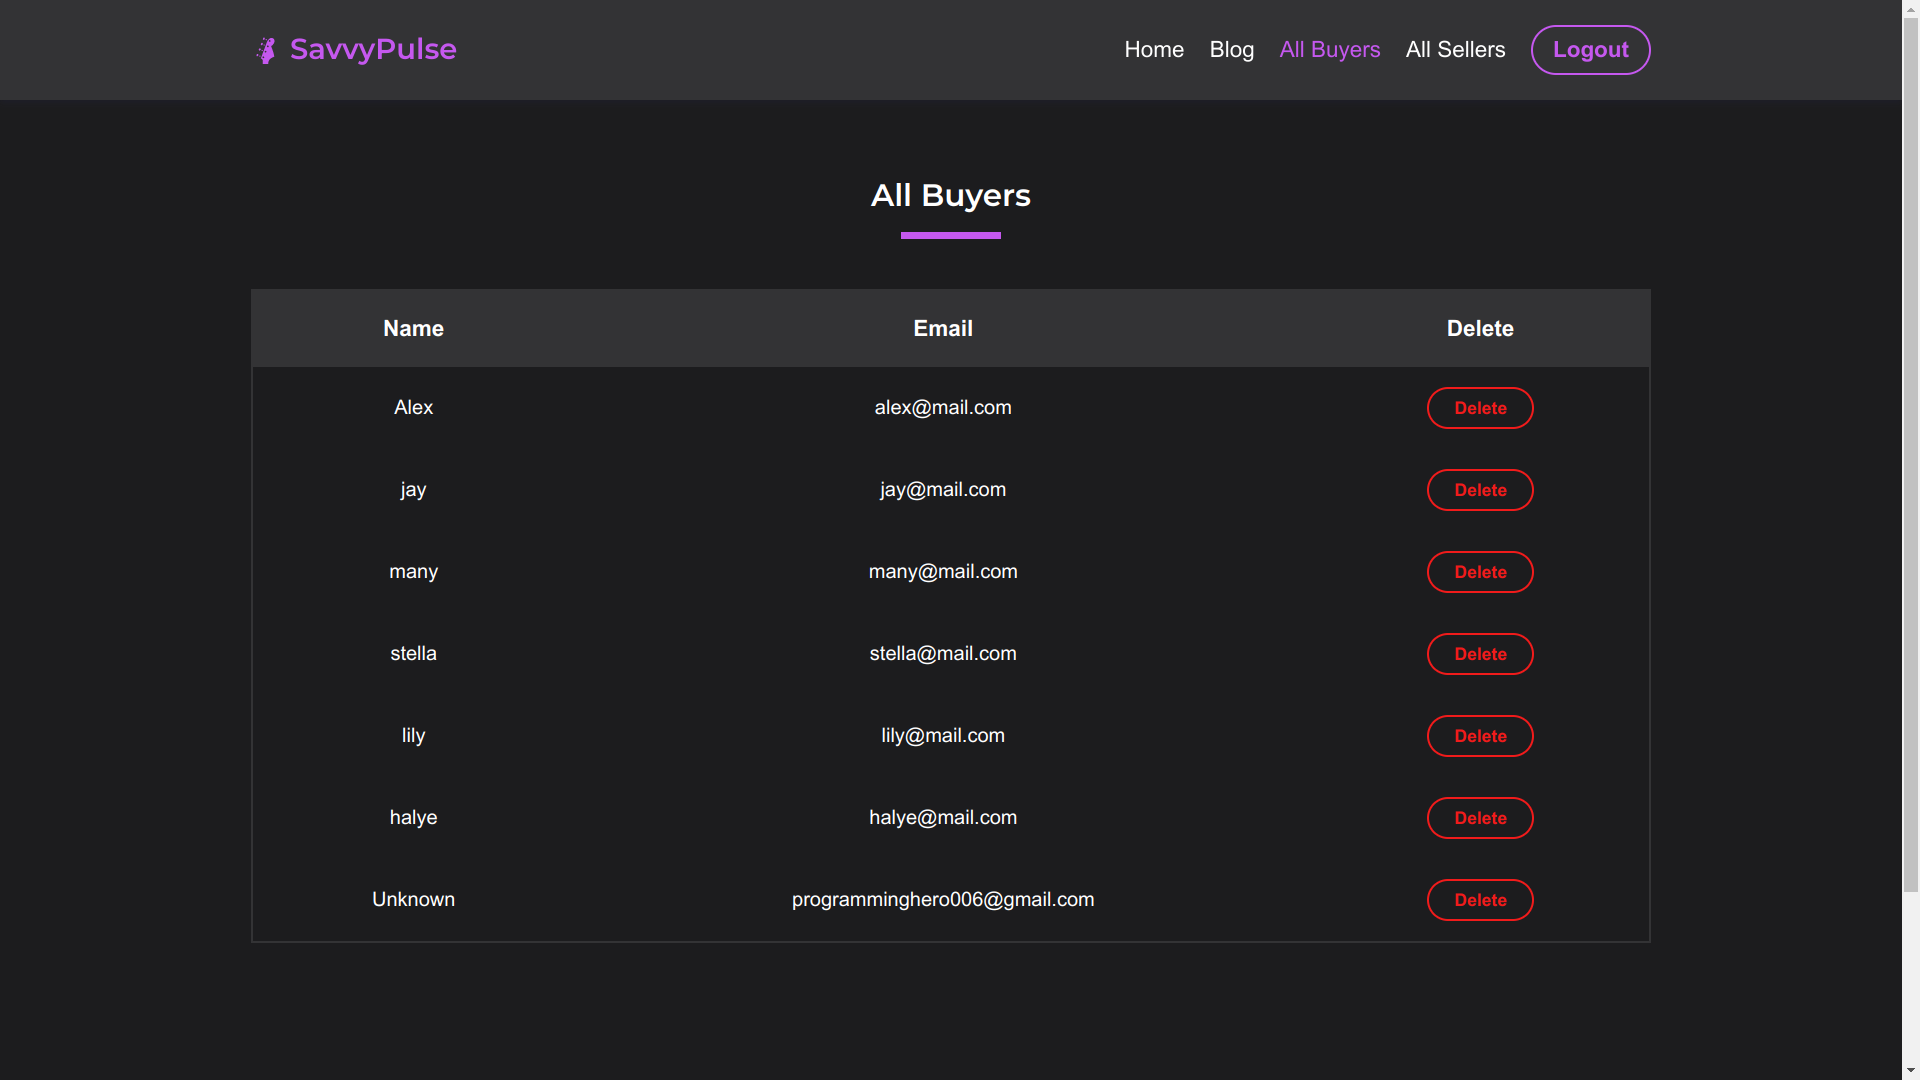 SavvyPulse
Home Blog All Buyers All Sellers Logout
All Buyers
Name Email Delete
Alex alex@mail.com Delete
jay jay@mail.com Delete
many many@mail.com Delete
stella stella@mail.com Delete
lily lily@mail.com Delete
halye halye@mail.com Delete
Unknown programminghero006@gmail.com Delete